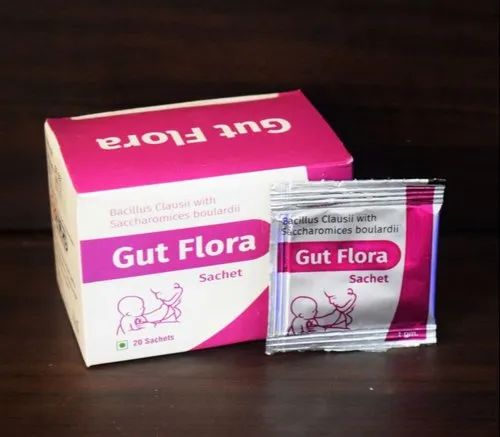 Gut Flora
Bacillus Clausii with
Saccharomices boulardii
Gut Flora
Sachet
20 Sachets
Bacillus Clausii with
Saccharomices boulardii
Gut Flora
Sachet
1 gm.